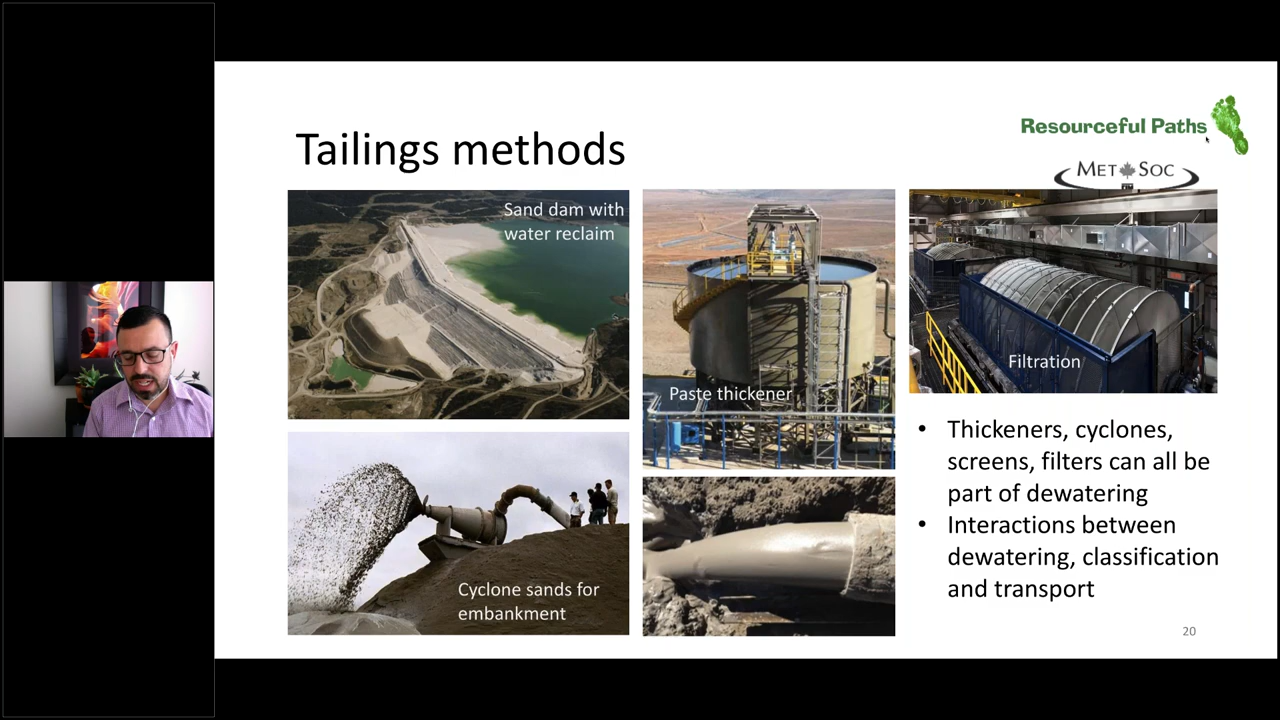 Tailings methods
Resourceful Paths
MET SOC
Sand dam with
water reclaim
Paste thickener
Filtration
Cyclone sands for
embankment
• Thickeners, cyclones,
screens, filters can all be
part of dewatering
• Interactions between
dewatering, classification
and transport
20